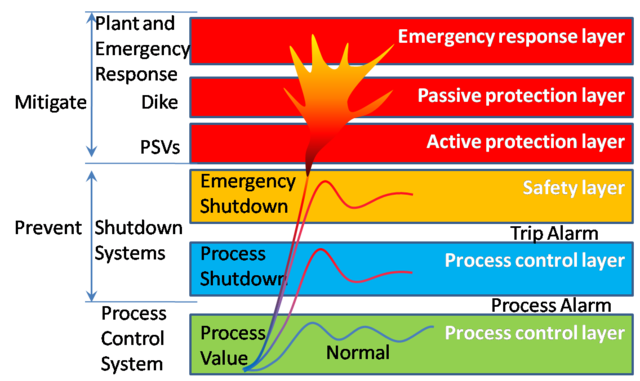 Plant and
Emergency
Response
Emergency response layer
Mitigate
Dike
Passive protection layer
PSVs
Active protection layer
Emergency
Shutdown
Safety layer
Prevent
Shutdown
Systems
Trip Alarm
Process
Shutdown
Process control layer
Process Alarm
Process
Control
System
Process
Value
Normal
Process control layer